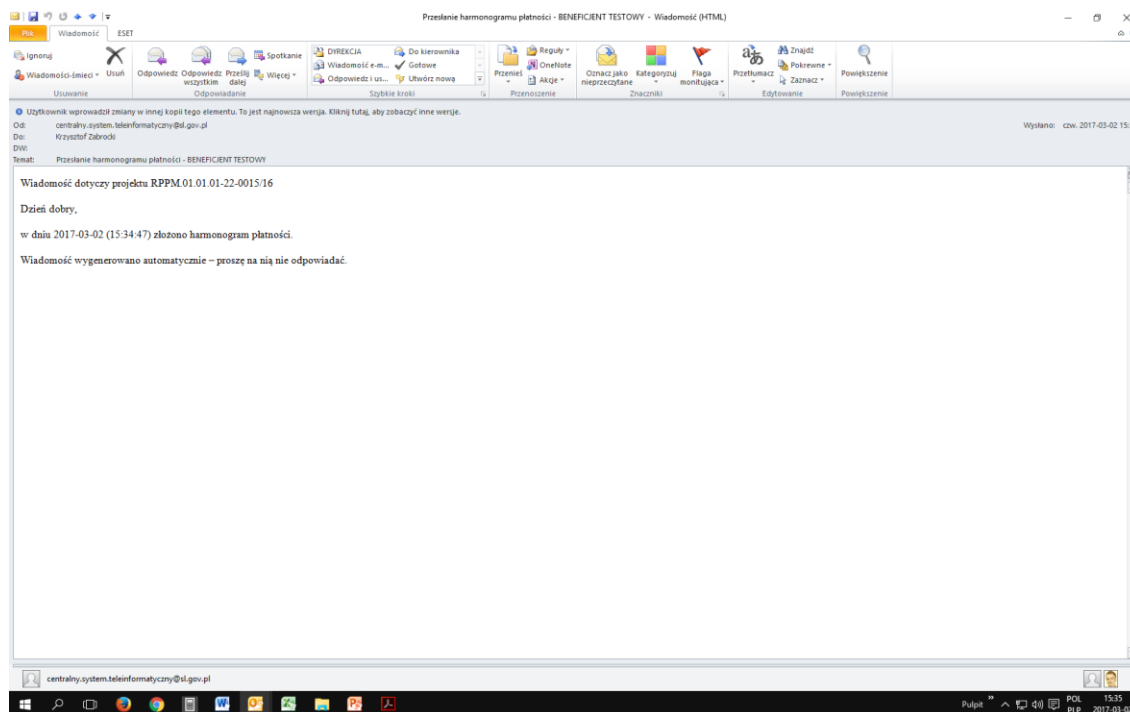 Przesłanie harmonogramu płatności - BENEFICJENT TESTOWY - Wiadomość (HTML)
Plik Wiadomość ESET
Ignoruj
Wiadomości-śmieci
Usuń
Usuwanie
Odpowiedz Odpowiedz wszystkim Prześlij dalej
Spotkanie
Więcej
Odpowiadanie
DYREKCJA Do kierownika
Wiadomość e-m... Gotowe
Odpowiedz i us... Utwórz nową
Szybkie kroki
Przenieś
Reguły
OneNote
Akcje
Przenoszenie
Oznacz jako nieprzeczytane Kategoryzuj Flaga monitująca
Znaczniki
Przetłumacz
Znajdź
Pokrewne
Zaznacz
Edytowanie
Powiększenie
Powiększenie
Użytkownik wprowadził zmiany w innej kopii tego elementu. To jest najnowsza wersja. Kliknij tutaj, aby zobaczyć inne wersje.
Od: centralny.system.teleinformatyczny@sl.gov.pl Wysłano: czw. 2017-03-02 15:
Do: Krzysztof Zabrocki
DW:
Temat: Przesłanie harmonogramu płatności - BENEFICJENT TESTOWY
Wiadomość dotyczy projektu RPPM.01.01.01-22-0015/16
Dzień dobry,
w dniu 2017-03-02 (15:34:47) złożono harmonogram płatności.
Wiadomość wygenerowano automatycznie – proszę na nią nie odpowiadać.
centralny.system.teleinformatyczny@sl.gov.pl
Pulpit POL 15:35
PLP 2017-03-0